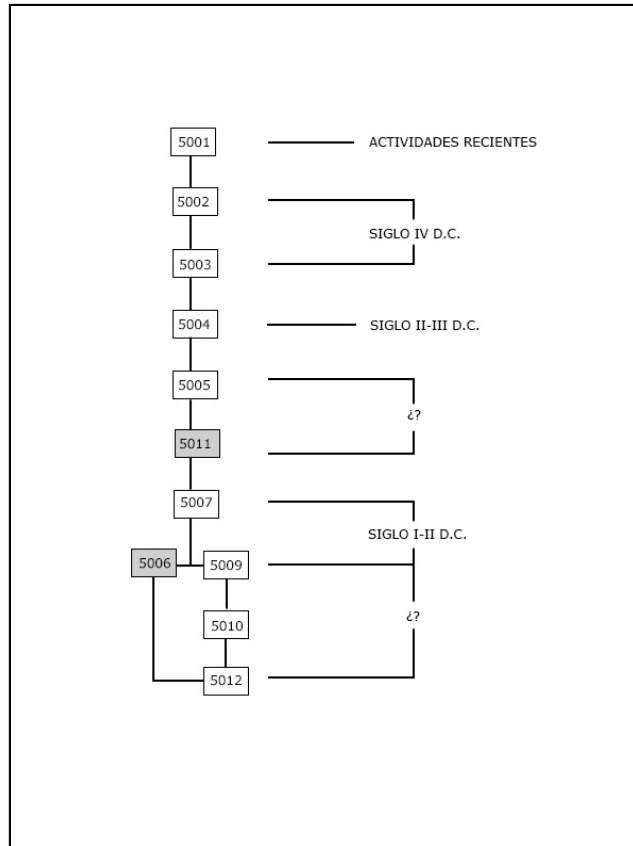 5001 ACTIVIDADES RECIENTES
5002
SIGLO IV D.C.
5003
5004 SIGLO II-III D.C.
5005
¿?
5011
5007
SIGLO I-II D.C.
5006 5009
¿?
5010
5012